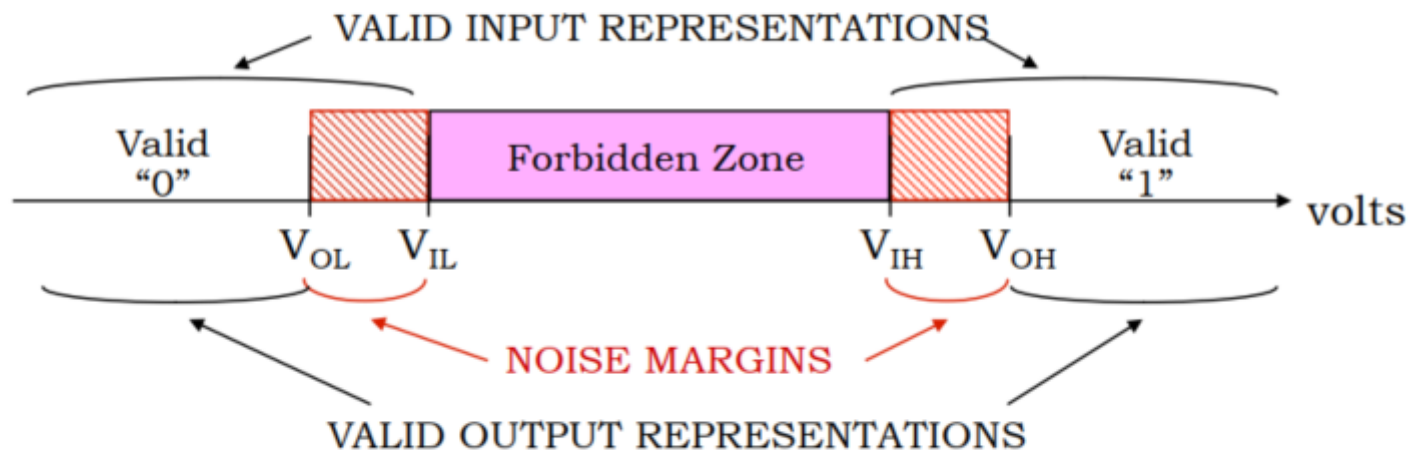 VALID INPUT REPRESENTATIONS
Valid
“0”
Forbidden Zone
Valid
“1”
volts
VOL
VIL
VIH
VOH
NOISE MARGINS
VALID OUTPUT REPRESENTATIONS